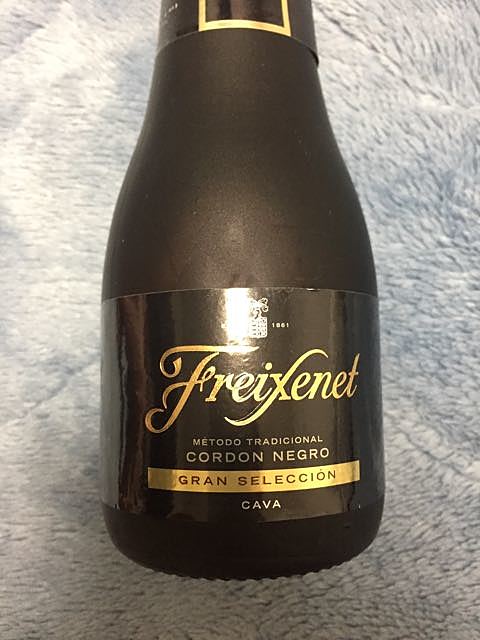 1861
Freixenet
MÉTODO TRADICIONAL
CORDON NEGRO
GRAN SELECCIÓN
CAVA